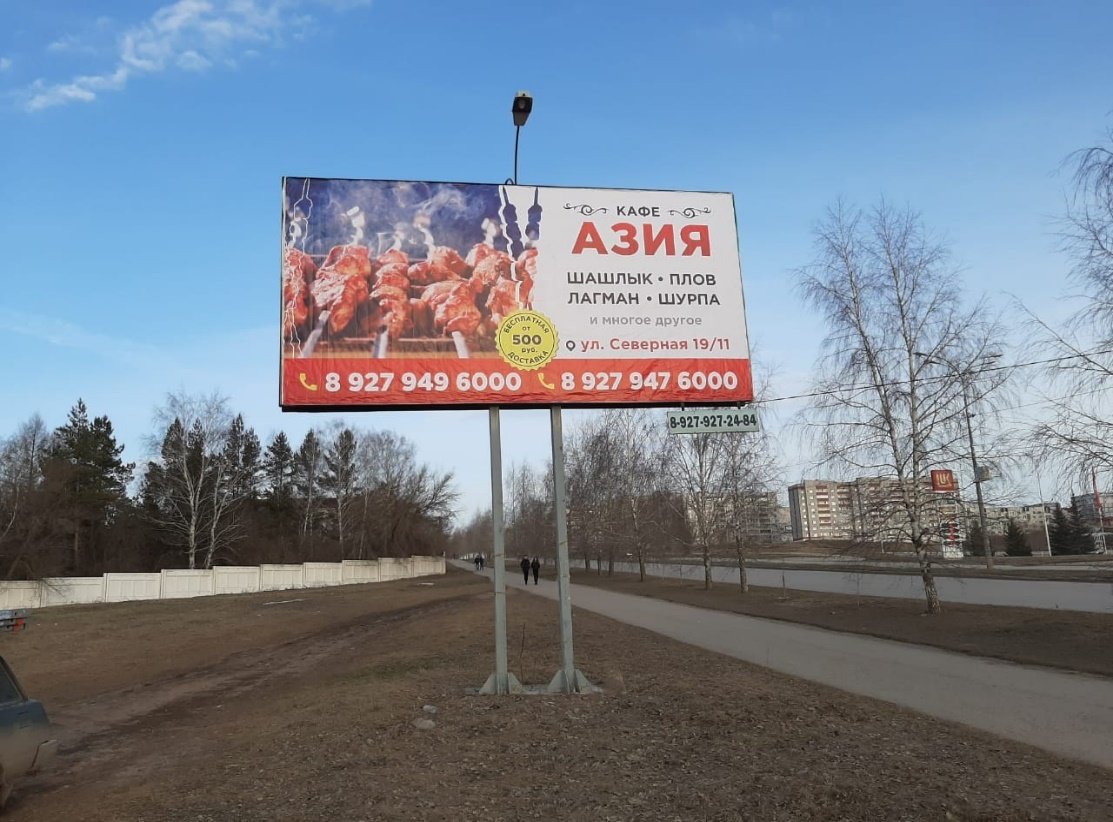 КАФЕ
АЗИЯ
ШАШЛЫК • ПЛОВ
ЛАГМАН • ШУРПА
и многое другое
ул. Северная 19/11
БЕСПЛАТНАЯ
от
500
руб.
ДОСТАВКА
8 927 949 6000 8 927 947 6000
8-927-927-24-84